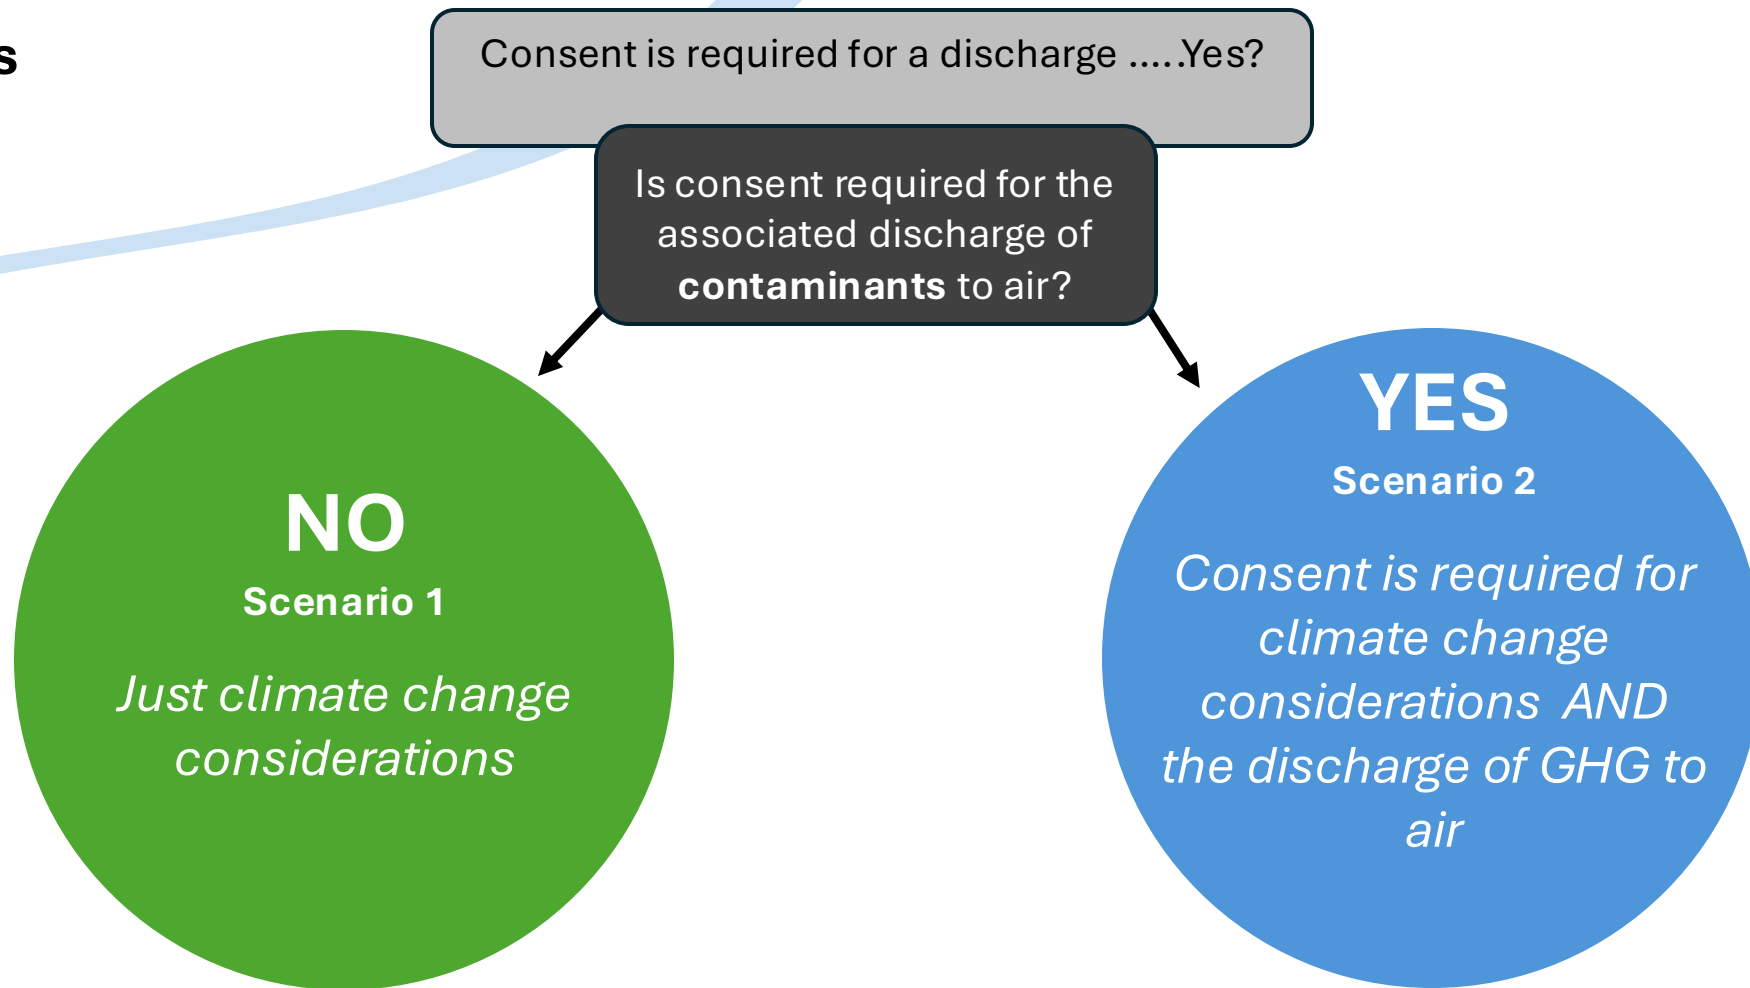 s
Consent is required for a discharge .....Yes?
Is consent required for the
associated discharge of
contaminants to air?
NO
Scenario 1
Just climate change
considerations
YES
Scenario 2
Consent is required for
climate change
considerations AND
the discharge of GHG to
air